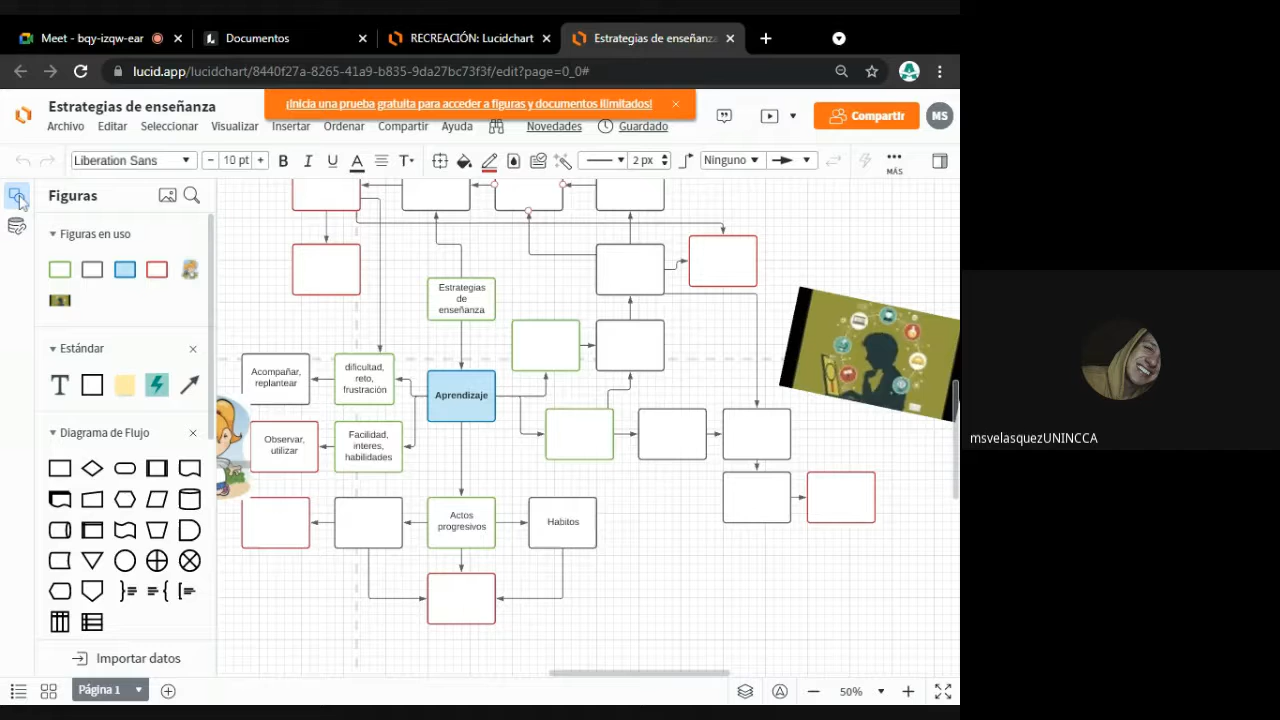 Meet - bqy-izqw-ear
Documentos
RECREACIÓN: Lucidchart
Estrategias de enseñanza
lucid.app/lucidchart/8440f27a-8265-41a9-b835-9da27bc73f3f/edit?page=0_0#
Estrategias de enseñanza
¡Inicia una prueba gratuita para acceder a figuras y documentos ilimitados!
Compartir
MS
Archivo Editar Seleccionar Visualizar Insertar Ordenar Compartir Ayuda Novedades Guardado
Liberation Sans
10 pt
B I U A T
2 px
Ninguno
MÁS
Figuras
Figuras en uso
Estándar
T
Diagrama de Flujo
Importar datos
Estrategias
de
enseñanza
Acompañar,
replantear
dificultad,
reto,
frustración
Aprendizaje
Observar,
utilizar
Facilidad,
interes,
habilidades
Actos
progresivos
Habitos
msvelasquezUNINCCA
Página 1
50%